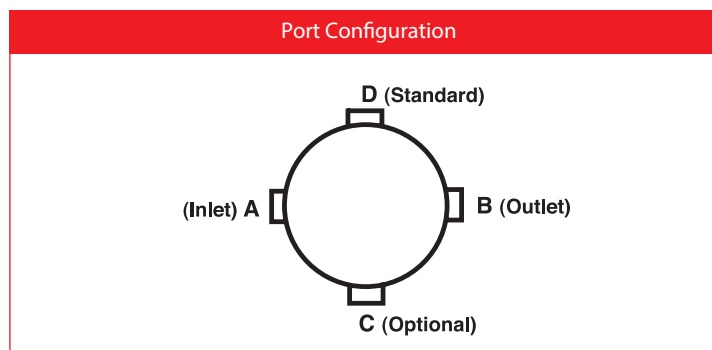 Port Configuration
D (Standard)
(Inlet) A
B (Outlet)
C (Optional)